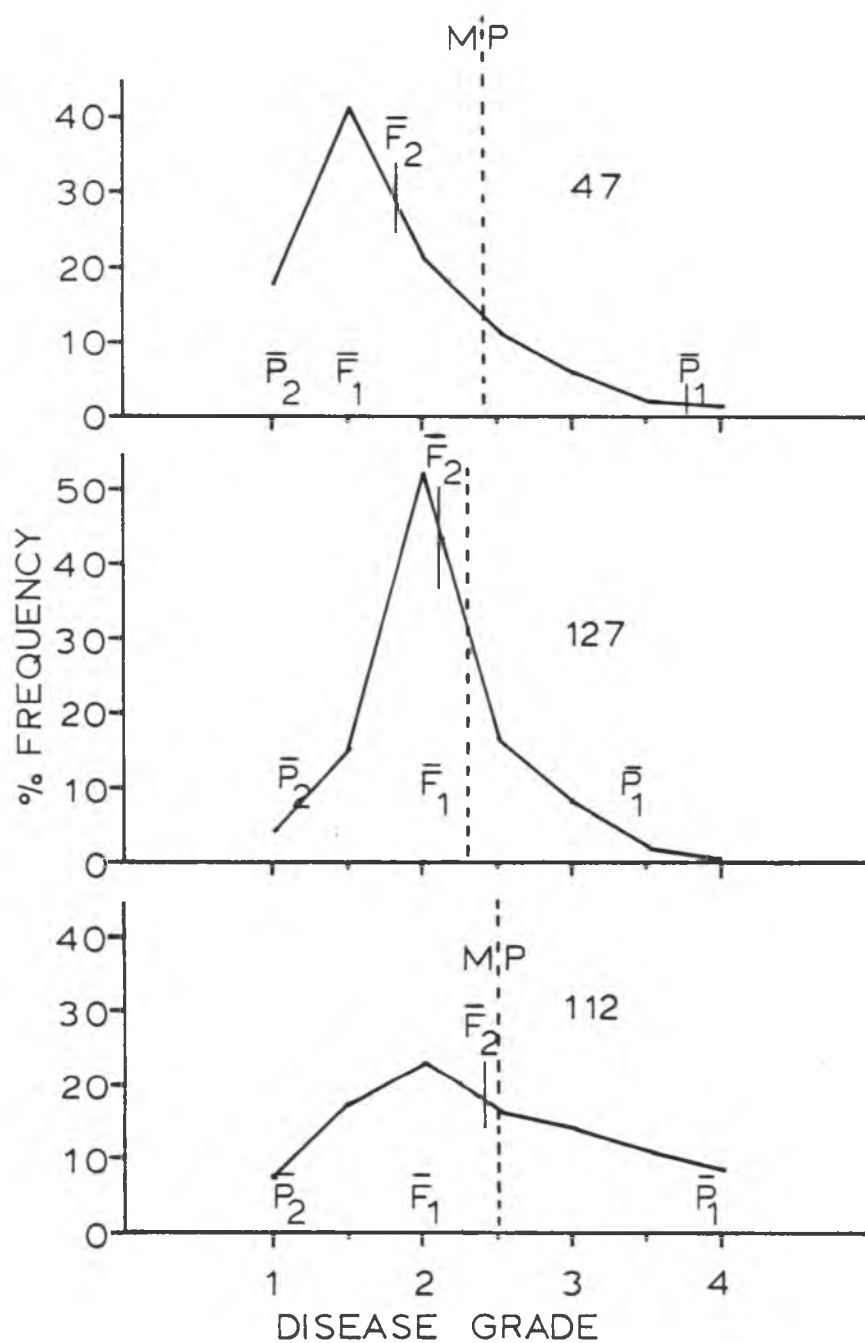 M P
40
F̅₂
47
30
20
10
P̅₂ F̅₁ P̅₁
0
F̅₂
50
40
127
30
20
P̅₂ F̅₁ P̅₁
10
0
40
M P
F̅₂ 112
30
20
10
P̅₂ F̅₁ P̅₁
0
% FREQUENCY
1 2 3 4
DISEASE GRADE